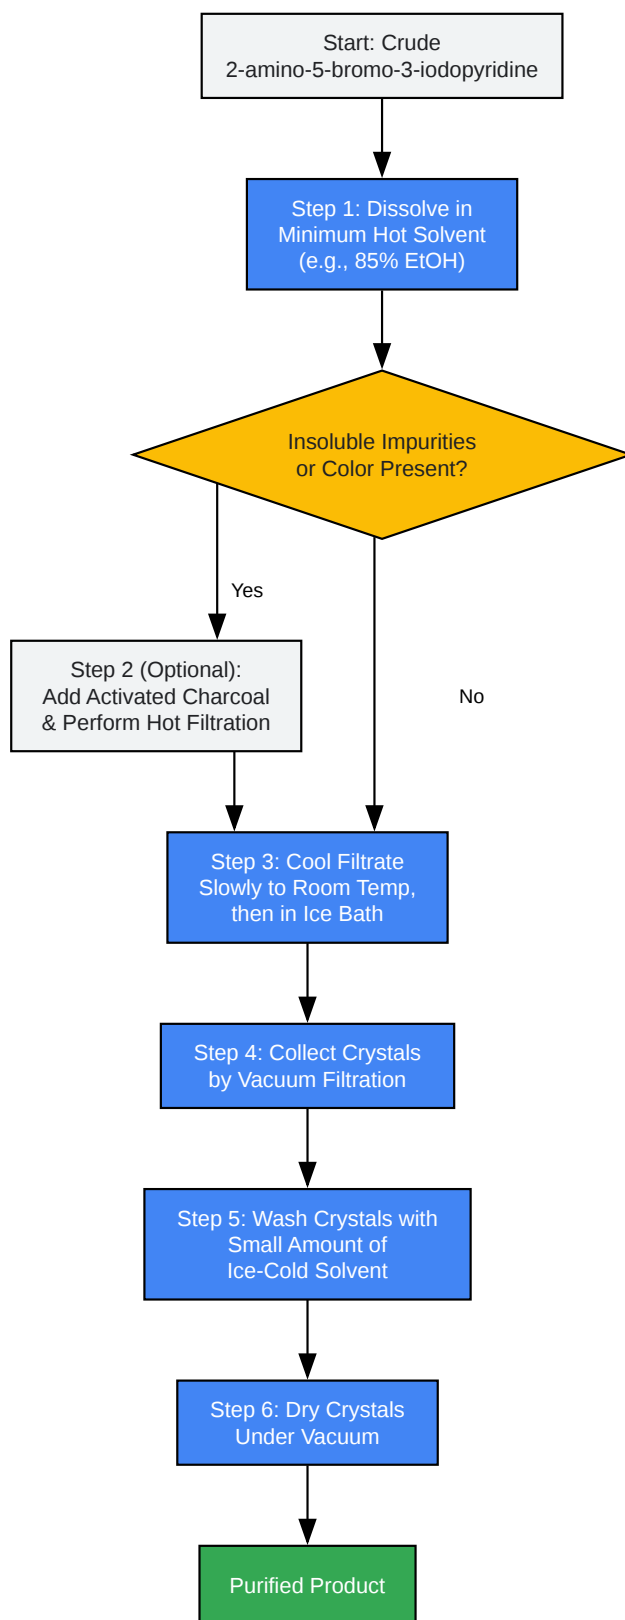 Start: Crude
2-amino-5-bromo-3-iodopyridine
Step 1: Dissolve in
Minimum Hot Solvent
(e.g., 85% EtOH)
Insoluble Impurities
or Color Present?
Yes
Step 2 (Optional):
Add Activated Charcoal
& Perform Hot Filtration
No
Step 3: Cool Filtrate
Slowly to Room Temp,
then in Ice Bath
Step 4: Collect Crystals
by Vacuum Filtration
Step 5: Wash Crystals with
Small Amount of
Ice-Cold Solvent
Step 6: Dry Crystals
Under Vacuum
Purified Product